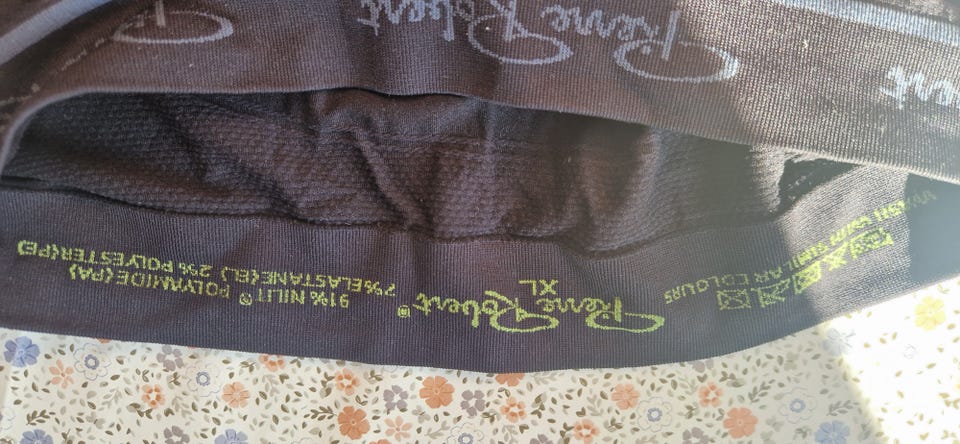 Pierre Robert
Pierre Robert®
XL
91% NILIT® POLYAMIDE(PA)
7%ELASTANE(EL) 2% POLYESTER(PE)
WASH WITH SIMILAR COLOURS